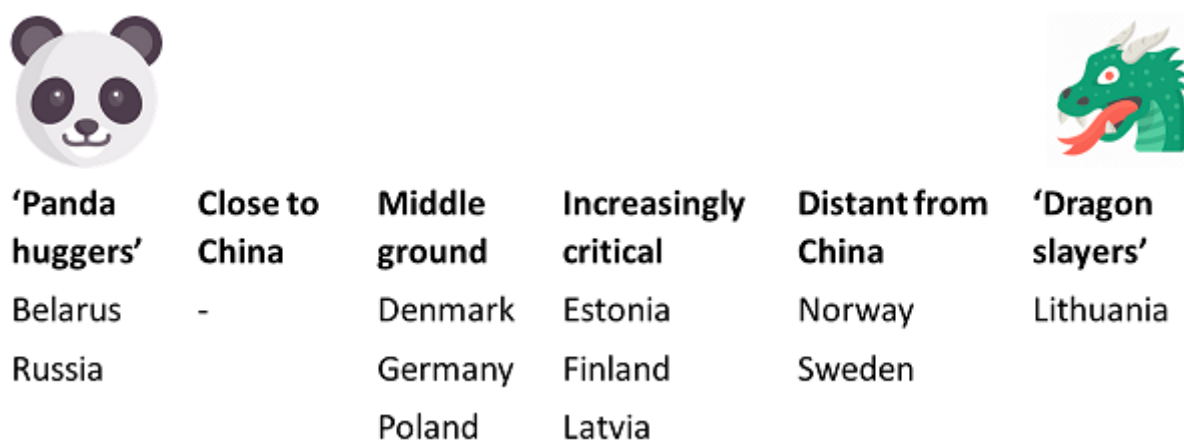 ‘Panda Close to Middle Increasingly Distant from ‘Dragon
huggers’ China ground critical China slayers’
Belarus - Denmark Estonia Norway Lithuania
Russia Germany Finland Sweden
Poland Latvia